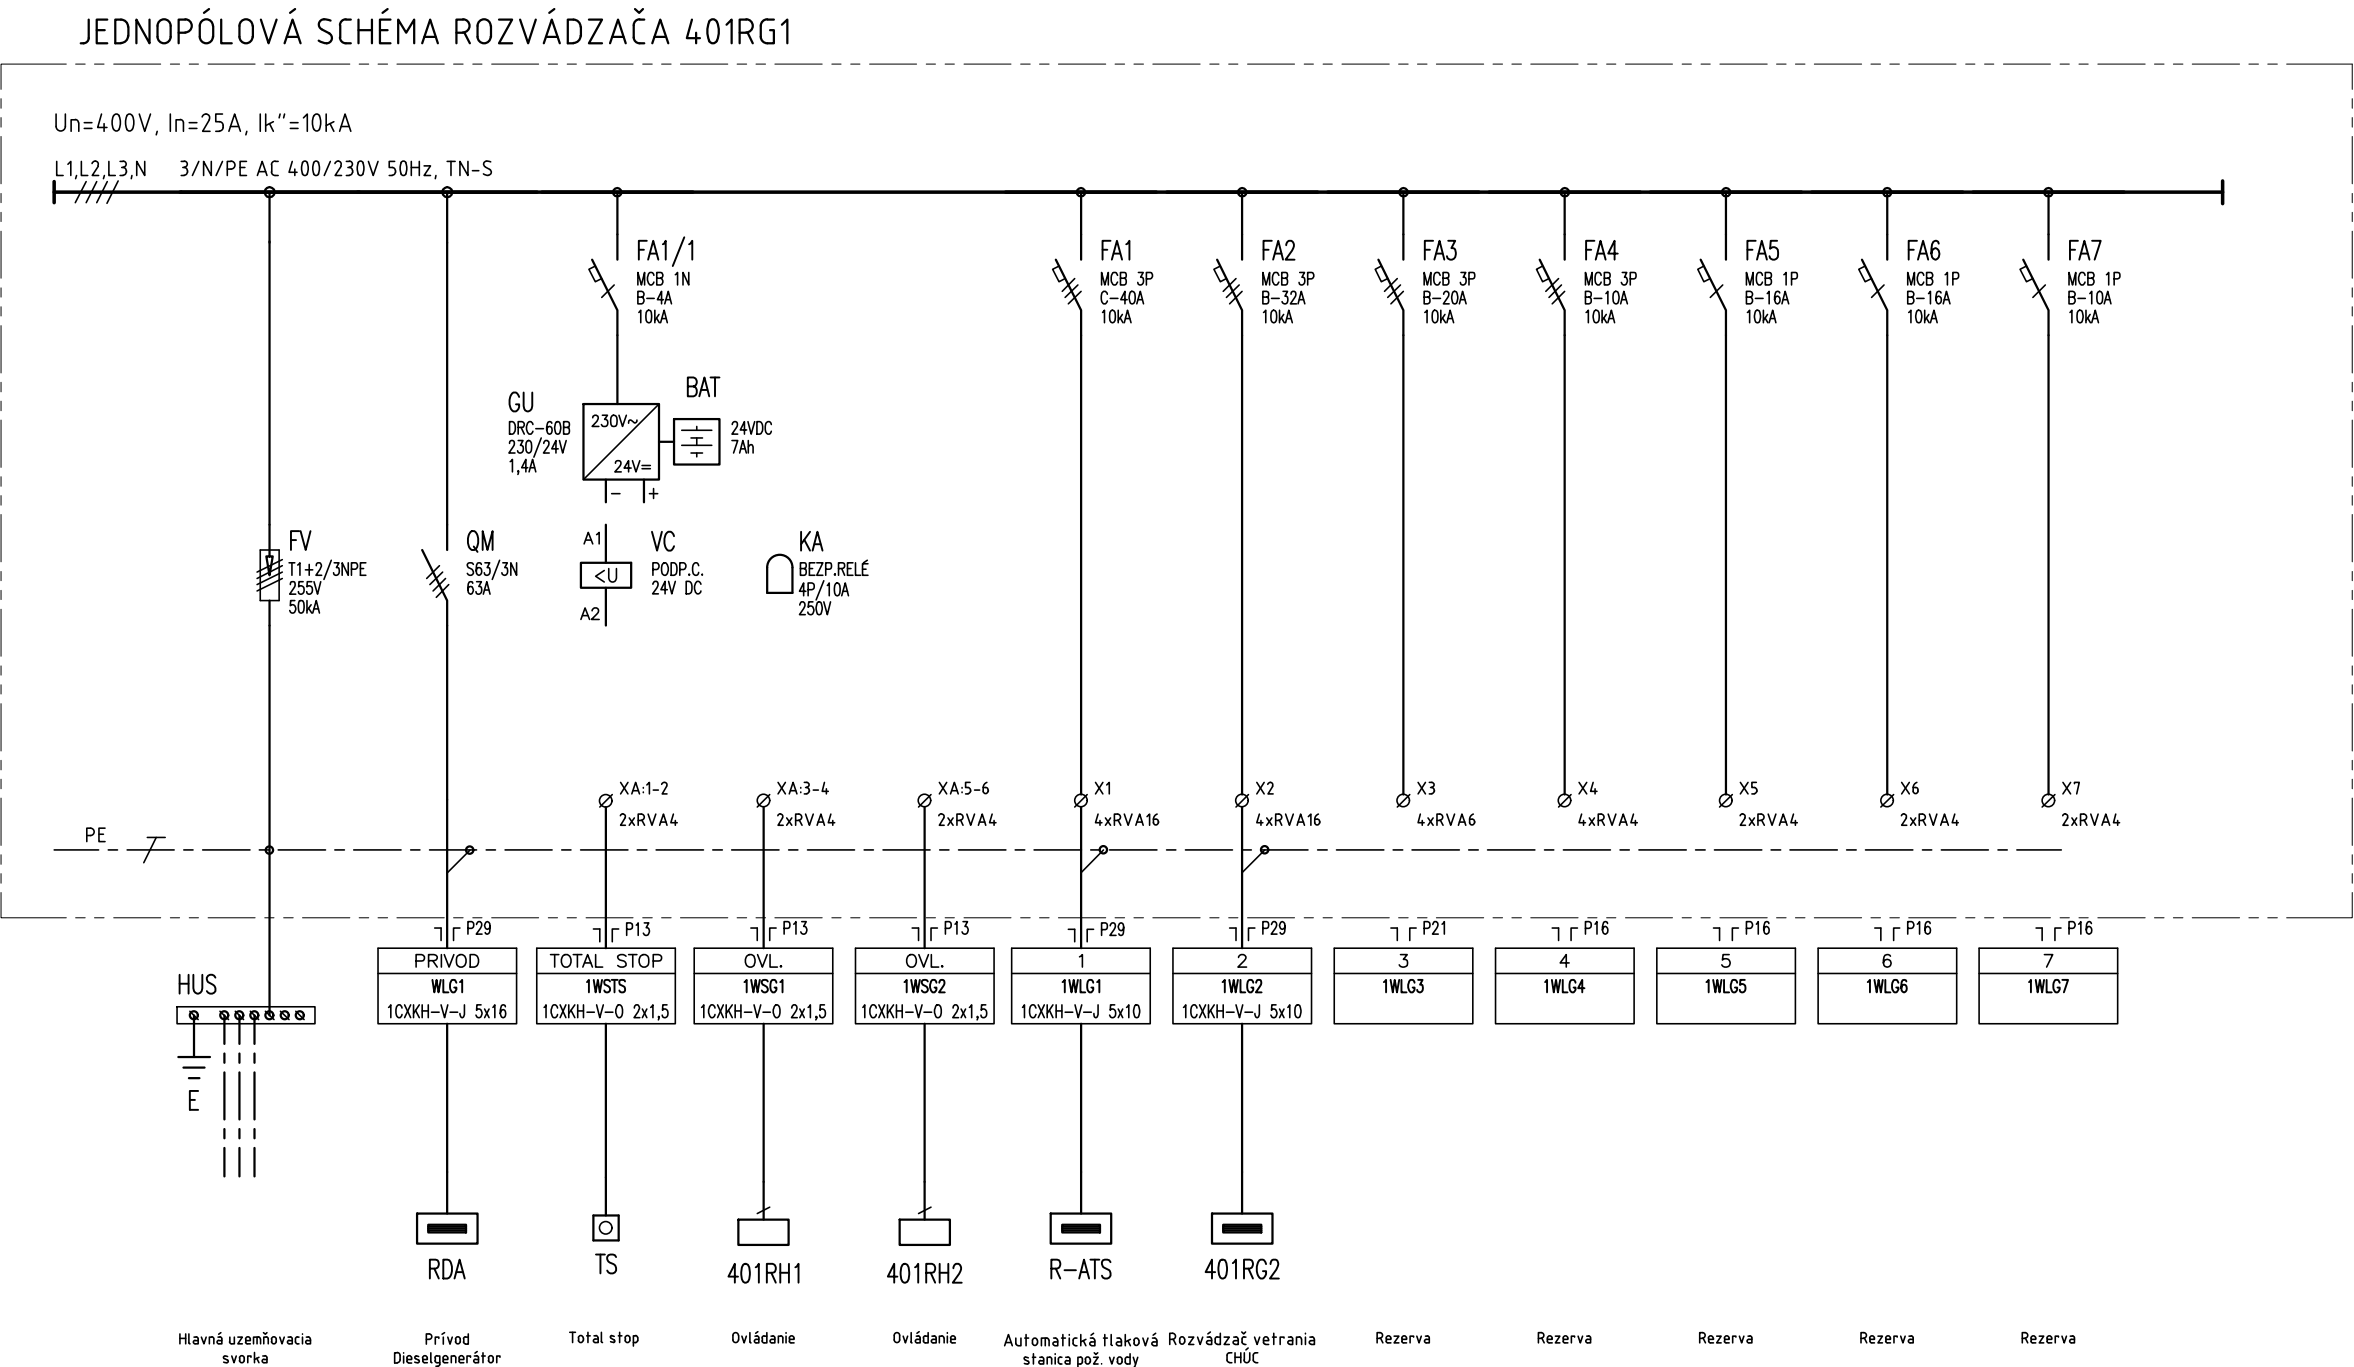 JEDNOPÓLOVÁ SCHÉMA ROZVÁDZAČA 401RG1
Un=400V, In=25A, Ik"=10kA
L1,L2,L3,N 3/N/PE AC 400/230V 50Hz, TN-S
FA1/1
MCB 1N
B-4A
10kA
FA1
MCB 3P
C-40A
10kA
FA2
MCB 3P
B-32A
10kA
FA3
MCB 3P
B-20A
10kA
FA4
MCB 3P
B-10A
10kA
FA5
MCB 1P
B-16A
10kA
FA6
MCB 1P
B-16A
10kA
FA7
MCB 1P
B-10A
10kA
GU
DRC-60B
230/24V
1,4A
230V~
24V=
- +
BAT
24VDC
7Ah
FV
T1+2/3NPE
255V
50kA
QM
S63/3N
63A
A1
<U
A2
VC
PODP.C.
24V DC
KA
BEZP.RELÉ
4P/10A
250V
XA:1-2
2xRVA4
XA:3-4
2xRVA4
XA:5-6
2xRVA4
X1
4xRVA16
X2
4xRVA16
X3
4xRVA6
X4
4xRVA4
X5
2xRVA4
X6
2xRVA4
X7
2xRVA4
PE
HUS
E
P29
PRIVOD
WLG1
1CXKH-V-J 5x16
P13
TOTAL STOP
1WSTS
1CXKH-V-O 2x1,5
P13
OVL.
1WSG1
1CXKH-V-O 2x1,5
P13
OVL.
1WSG2
1CXKH-V-O 2x1,5
P29
1
1WLG1
1CXKH-V-J 5x10
P29
2
1WLG2
1CXKH-V-J 5x10
P21
3
1WLG3
P16
4
1WLG4
P16
5
1WLG5
P16
6
1WLG6
P16
7
1WLG7
RDA
TS
401RH1
401RH2
R-ATS
401RG2
Hlavná uzemňovacia
svorka
Prívod
Dieselgenerátor
Total stop
Ovládanie
Ovládanie
Automatická tlaková
stanica pož. vody
Rozvádzač vetrania
CHÚC
Rezerva
Rezerva
Rezerva
Rezerva
Rezerva